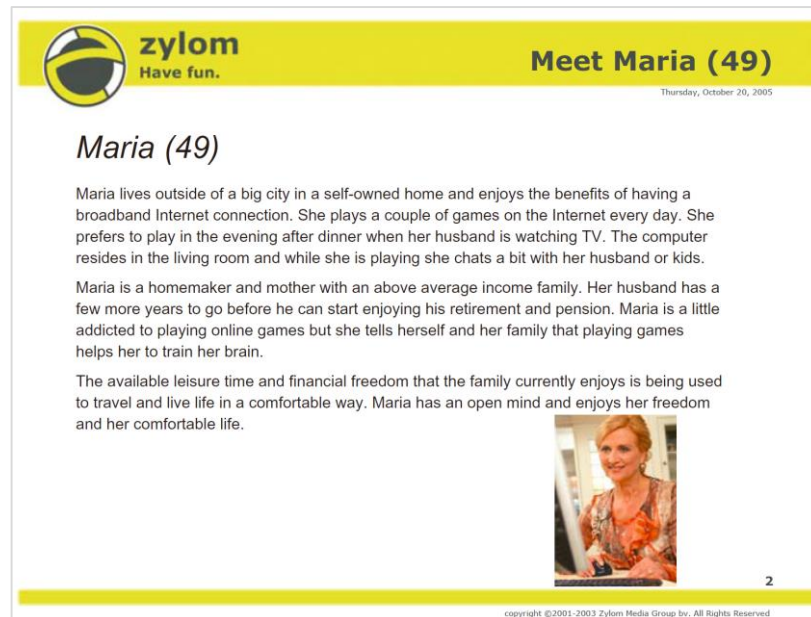 zylom
Have fun.
Meet Maria (49)
Thursday, October 20, 2005
Maria (49)
Maria lives outside of a big city in a self-owned home and enjoys the benefits of having a
broadband Internet connection. She plays a couple of games on the Internet every day. She
prefers to play in the evening after dinner when her husband is watching TV. The computer
resides in the living room and while she is playing she chats a bit with her husband or kids.
Maria is a homemaker and mother with an above average income family. Her husband has a
few more years to go before he can start enjoying his retirement and pension. Maria is a little
addicted to playing online games but she tells herself and her family that playing games
helps her to train her brain.
The available leisure time and financial freedom that the family currently enjoys is being used
to travel and live life in a comfortable way. Maria has an open mind and enjoys her freedom
and her comfortable life.
2
copyright ©2001-2003 Zylom Media Group bv. All Rights Reserved